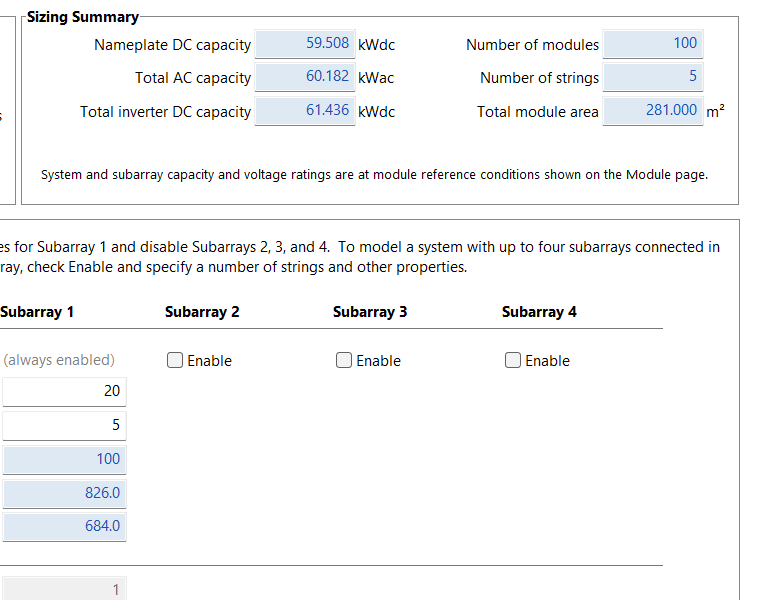 Sizing Summary
Nameplate DC capacity 59.508 kWdc Number of modules 100
Total AC capacity 60.182 kWac Number of strings 5
Total inverter DC capacity 61.436 kWdc Total module area 281.000 m²
System and subarray capacity and voltage ratings are at module reference conditions shown on the Module page.
es for Subarray 1 and disable Subarrays 2, 3, and 4. To model a system with up to four subarrays connected in
ray, check Enable and specify a number of strings and other properties.
Subarray 1 Subarray 2 Subarray 3 Subarray 4
(always enabled) Enable Enable Enable
20
5
100
826.0
684.0
1